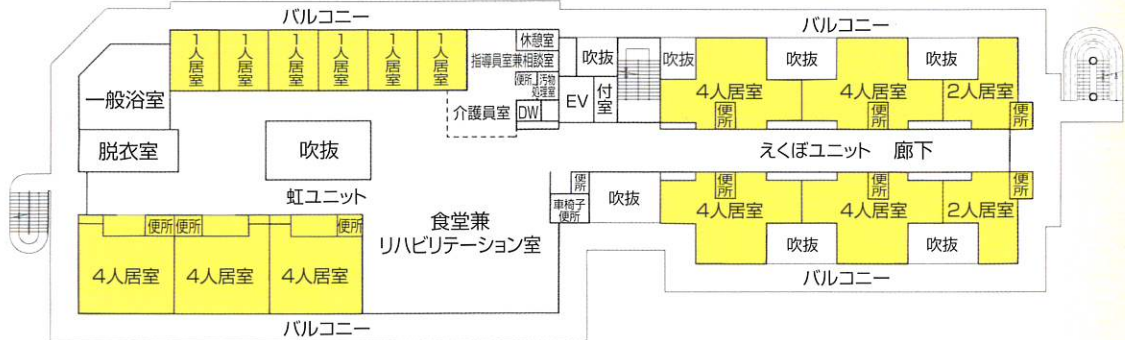 バルコニー
バルコニー
1人居室
1人居室
1人居室
1人居室
1人居室
1人居室
休憩室
指導員室兼相談室
便所
汚物処理室
介護員室
DW
吹抜
EV
付室
一般浴室
脱衣室
吹抜
虹ユニット
吹抜
吹抜
吹抜
4人居室
4人居室
2人居室
便所
便所
便所
えくぼユニット 廊下
便所
車椅子便所
吹抜
便所
便所
便所
4人居室
4人居室
2人居室
吹抜
吹抜
バルコニー
食堂兼
リハビリテーション室
便所
便所
便所
4人居室
4人居室
4人居室
バルコニー